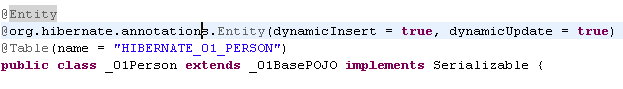 @Entity
@org.hibernate.annotations.Entity(dynamicInsert = true, dynamicUpdate = true)
@Table(name = "HIBERNATE_01_PERSON")
public class _01Person extends _01BasePOJO implements Serializable {